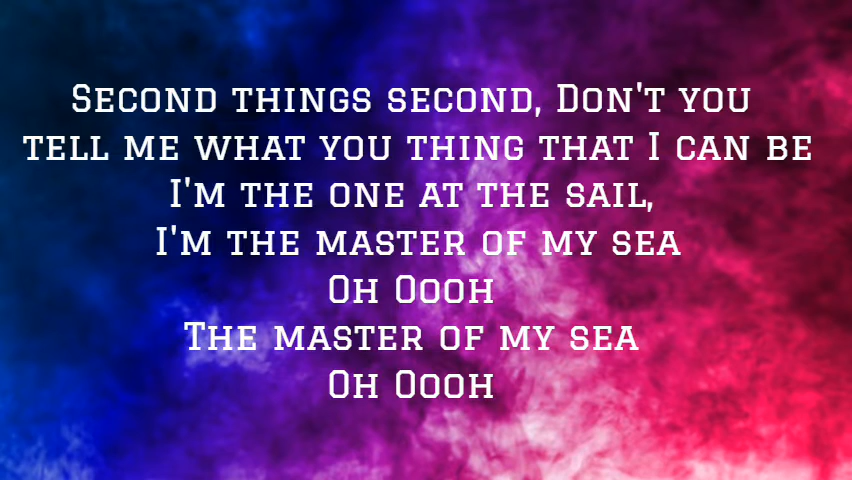 Second things second, Don't you
tell me what you thing that I can be
I'm the one at the sail,
I'm the master of my sea
Oh Oooh
The master of my sea
Oh Oooh